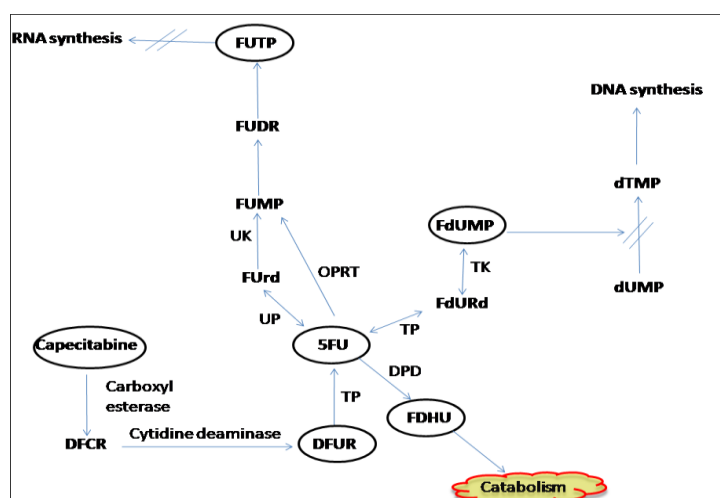 RNA synthesis
FUTP
DNA synthesis
FUDR
dTMP
FUMP
FdUMP
UK
OPRT
TK
FUrd
dUMP
FdURd
UP
TP
Capecitabine
5FU
DPD
Carboxyl
esterase
TP
FDHU
Cytidine deaminase
DFCR
DFUR
Catabolism